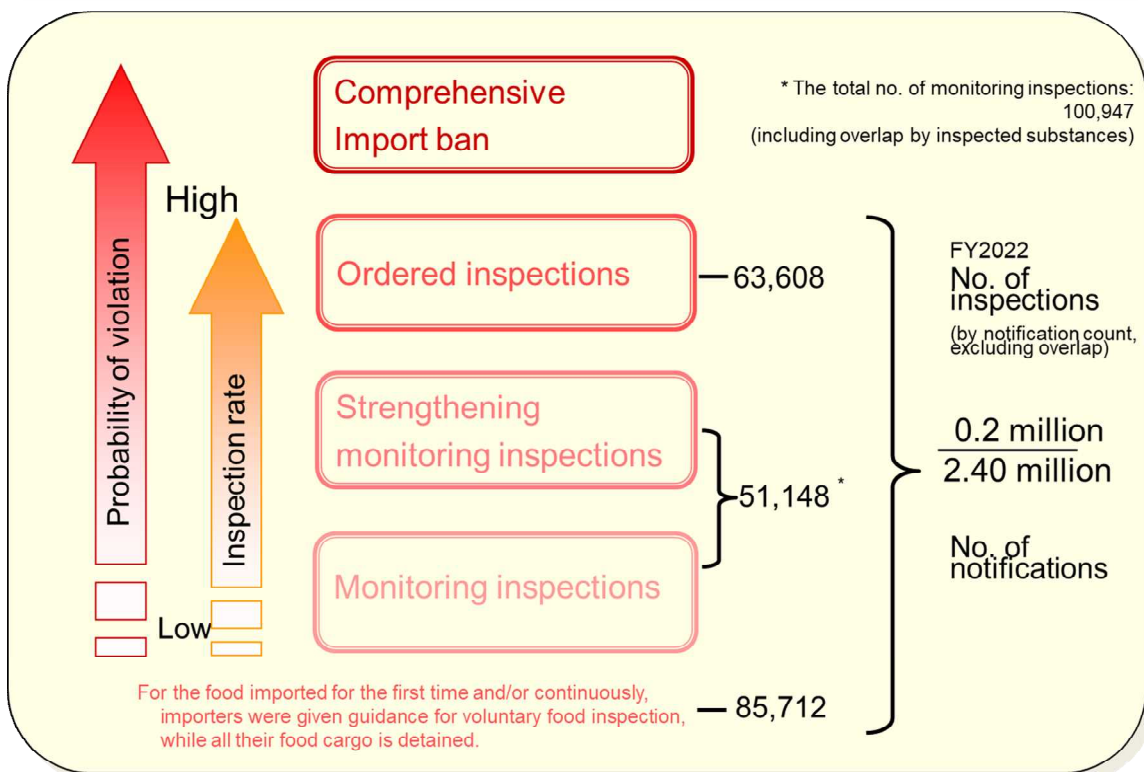 Comprehensive
Import ban
* The total no. of monitoring inspections:
100,947
(including overlap by inspected substances)
High
Probability of violation
Inspection rate
Low
Ordered inspections
63,608
FY2022
No. of
inspections
(by notification count,
excluding overlap)
Strengthening
monitoring inspections
51,148 *
0.2 million
2.40 million
Monitoring inspections
No. of
notifications
For the food imported for the first time and/or continuously,
importers were given guidance for voluntary food inspection,
while all their food cargo is detained.
85,712